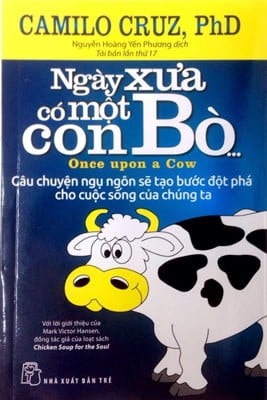 CAMILO CRUZ, PhD
Nguyễn Hoàng Yến Phương dịch
Tái bản lần thứ 17
Ngày xưa
có một
con Bò...
Once upon a Cow
Câu chuyện ngụ ngôn sẽ tạo bước đột phá
cho cuộc sống của chúng ta
Với lời giới thiệu của
Mark Victor Hansen,
đồng tác giả của loạt sách
Chicken Soup for the Soul
NHÀ XUẤT BẢN TRẺ